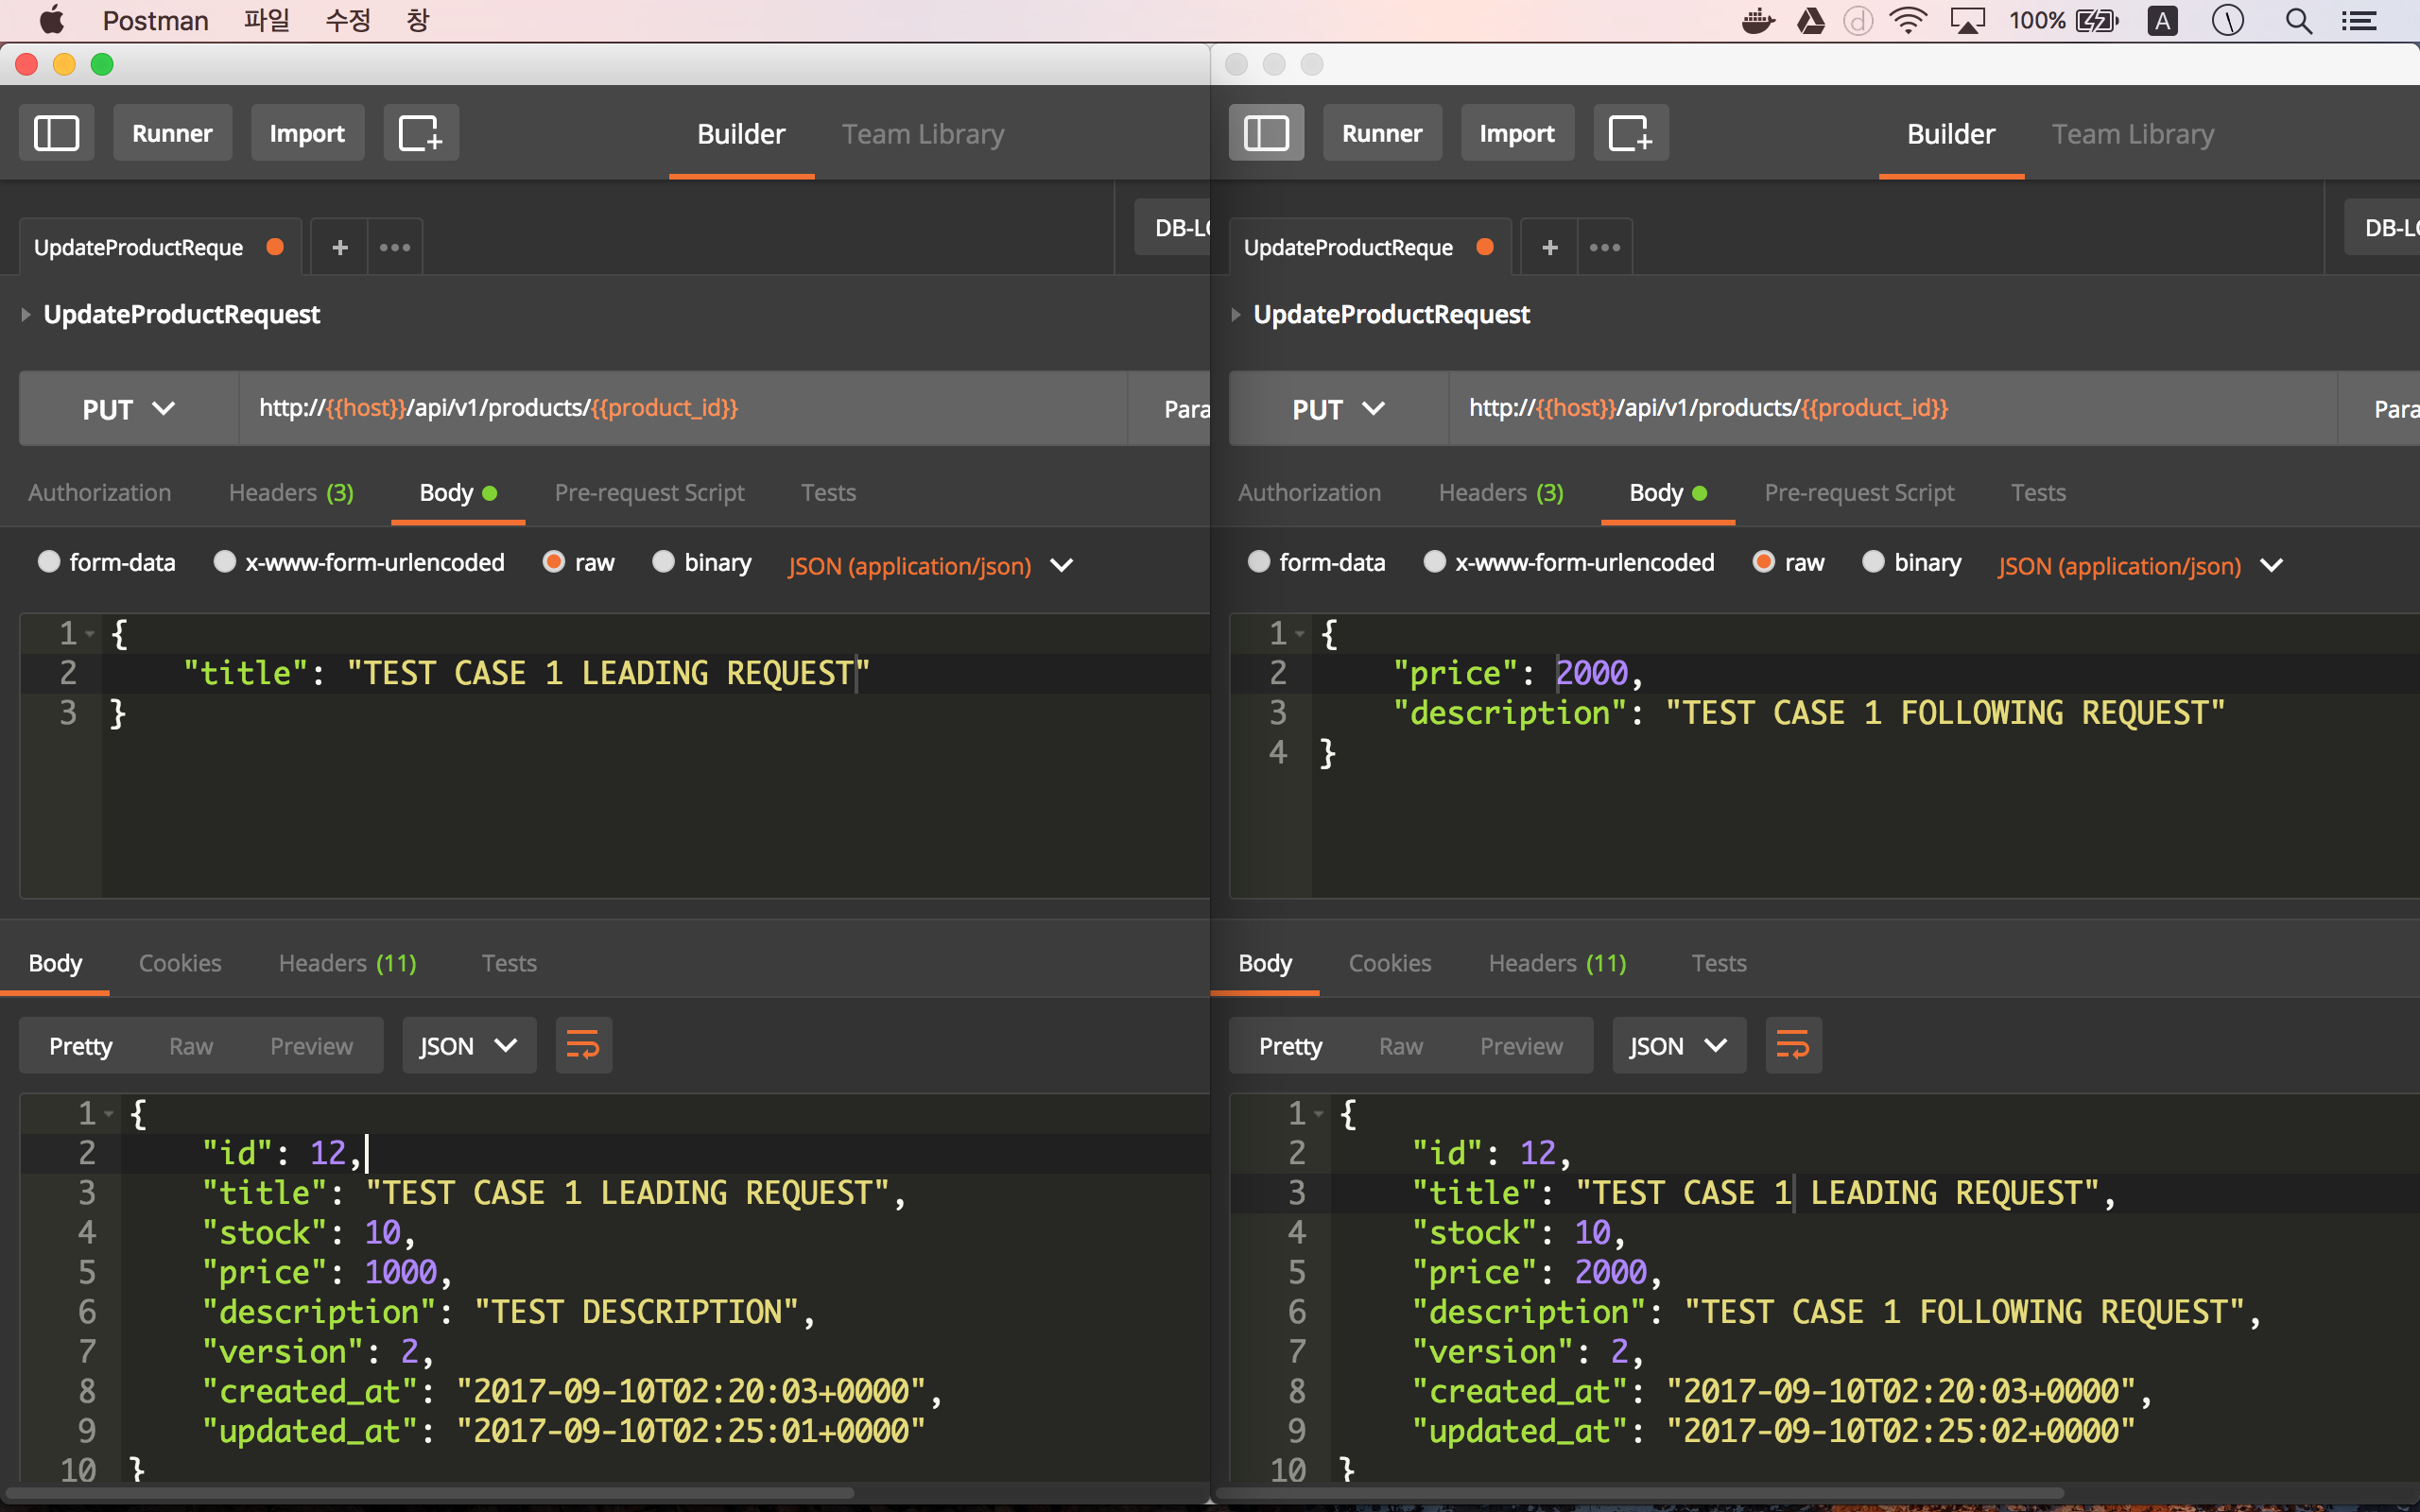 Postman 파일 수정 창 100% A
Runner Import Builder Team Library
UpdateProductReque + •••
UpdateProductRequest
PUT http://{{host}}/api/v1/products/{{product_id}}
Authorization Headers (3) Body Pre-request Script Tests
form-data x-www-form-urlencoded raw binary JSON (application/json)
1 {
2 "title": "TEST CASE 1 LEADING REQUEST"
3 }
Body Cookies Headers (11) Tests
Pretty Raw Preview JSON
1 {
2 "id": 12,
3 "title": "TEST CASE 1 LEADING REQUEST",
4 "stock": 10,
5 "price": 1000,
6 "description": "TEST DESCRIPTION",
7 "version": 2,
8 "created_at": "2017-09-10T02:20:03+0000",
9 "updated_at": "2017-09-10T02:25:01+0000"
10 }
Runner Import Builder Team Library
UpdateProductReque + •••
UpdateProductRequest
PUT http://{{host}}/api/v1/products/{{product_id}}
Authorization Headers (3) Body Pre-request Script Tests
form-data x-www-form-urlencoded raw binary JSON (application/json)
1 {
2 "price": 2000,
3 "description": "TEST CASE 1 FOLLOWING REQUEST"
4 }
Body Cookies Headers (11) Tests
Pretty Raw Preview JSON
1 {
2 "id": 12,
3 "title": "TEST CASE 1 LEADING REQUEST",
4 "stock": 10,
5 "price": 2000,
6 "description": "TEST CASE 1 FOLLOWING REQUEST",
7 "version": 2,
8 "created_at": "2017-09-10T02:20:03+0000",
9 "updated_at": "2017-09-10T02:25:02+0000"
10 }